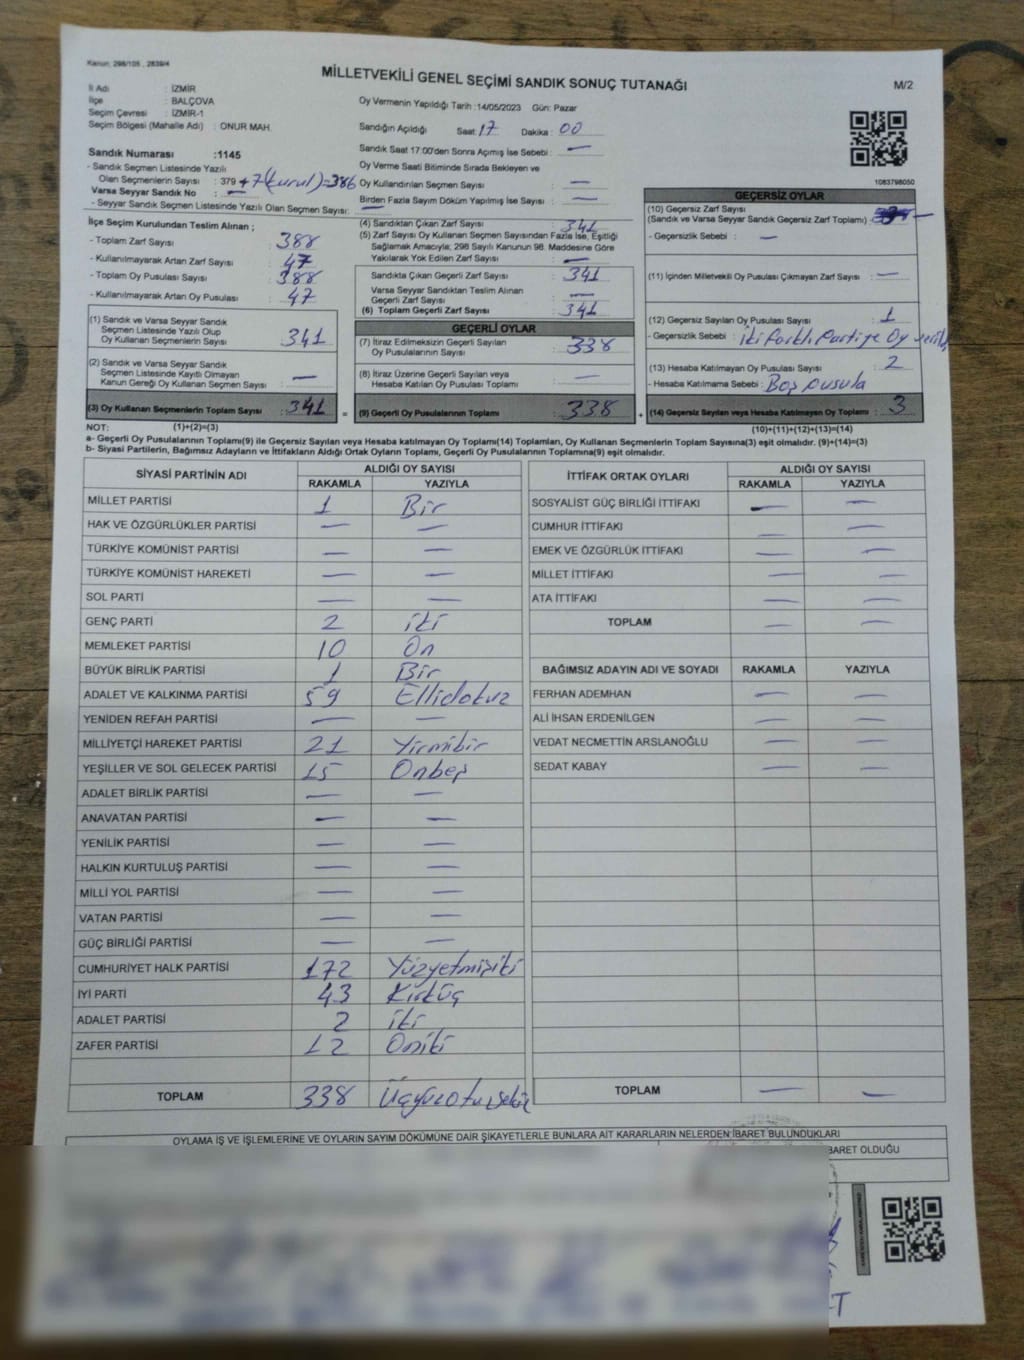 Kanun: 298/105 , 2839/4
MİLLETVEKİLİ GENEL SEÇİMİ SANDIK SONUÇ TUTANAĞI
M/2
İl Adı : İZMİR
İlçe : BALÇOVA
Seçim Çevresi : İZMİR-1
Seçim Bölgesi (Mahalle Adı) : ONUR MAH.
Oy Vermenin Yapıldığı Tarih : 14/05/2023 Gün: Pazar
Sandığın Açıldığı Saat: 17 Dakika: 00
Sandık Saat 17:00'den Sonra Açılmış İse Sebebi : —
Oy Verme Saati Bitiminde Sırada Bekleyen ve
Oy Kullandırılan Seçmen Sayısı : —
Birden Fazla Sayım Döküm Yapılmış İse Sayısı : —
Sandık Numarası : 1145
- Sandık Seçmen Listesinde Yazılı
Olan Seçmenlerin Sayısı : 379 +7(kurul)=386
Varsa Seyyar Sandık No : —
- Seyyar Sandık Seçmen Listesinde Yazılı Olan Seçmen Sayısı: —
1083798050
İlçe Seçim Kurulundan Teslim Alınan ;
- Toplam Zarf Sayısı : 388
- Kullanılmayarak Artan Zarf Sayısı : 47
- Toplam Oy Pusulası Sayısı : 388
- Kullanılmayarak Artan Oy Pusulası : 47
(4) Sandıktan Çıkan Zarf Sayısı : 341
(5) Zarf Sayısı Oy Kullanan Seçmen Sayısından Fazla İse, Eşitliği
Sağlamak Amacıyla; 298 Sayılı Kanunun 98. Maddesine Göre
Yakılarak Yok Edilen Zarf Sayısı : —
Sandıkta Çıkan Geçerli Zarf Sayısı : 341
Varsa Seyyar Sandıktan Teslim Alınan
Geçerli Zarf Sayısı : —
(6) Toplam Geçerli Zarf Sayısı : 341
GEÇERSİZ OYLAR
(10) Geçersiz Zarf Sayısı
(Sandık ve Varsa Seyyar Sandık Geçersiz Zarf Toplamı) : —
- Geçersizlik Sebebi : —
(11) İçinden Milletvekili Oy Pusulası Çıkmayan Zarf Sayısı : —
(12) Geçersiz Sayılan Oy Pusulası Sayısı : 1
- Geçersizlik Sebebi : iki farklı Partiye Oy
(13) Hesaba Katılmayan Oy Pusulası Sayısı : 2
- Hesaba Katılmama Sebebi : Boş pusula
(14) Geçersiz Sayılan veya Hesaba Katılmayan Oy Toplamı : 3
(10)+(11)+(12)+(13)=(14)
(1) Sandık ve Varsa Seyyar Sandık
Seçmen Listesinde Yazılı Olup
Oy Kullanan Seçmenlerin Sayısı : 341
(2) Sandık ve Varsa Seyyar Sandık
Seçmen Listesinde Kayıtlı Olmayan
Kanun Gereği Oy Kullanan Seçmen Sayısı : —
(3) Oy Kullanan Seçmenlerin Toplam Sayısı : 341 =
GEÇERLİ OYLAR
(7) İtiraz Edilmeksizin Geçerli Sayılan
Oy Pusulalarının Sayısı : 338
(8) İtiraz Üzerine Geçerli Sayılan veya
Hesaba Katılan Oy Pusulası Toplamı : —
(9) Geçerli Oy Pusulalarının Toplamı : 338 +
NOT: (1)+(2)=(3)
a- Geçerli Oy Pusulalarının Toplamı(9) ile Geçersiz Sayılan veya Hesaba katılmayan Oy Toplamı(14) Toplamları, Oy Kullanan Seçmenlerin Toplam Sayısına(3) eşit olmalıdır. (9)+(14)=(3)
b- Siyasi Partilerin, Bağımsız Adayların ve İttifakların Aldığı Ortak Oyların Toplamı, Geçerli Oy Pusulalarının Toplamına(9) eşit olmalıdır.
SİYASİ PARTİNİN ADI ALDIĞI OY SAYISI
RAKAMLA YAZIYLA
MİLLET PARTİSİ 1 Bir
HAK VE ÖZGÜRLÜKLER PARTİSİ — —
TÜRKİYE KOMÜNİST PARTİSİ — —
TÜRKİYE KOMÜNİST HAREKETİ — —
SOL PARTİ — —
GENÇ PARTİ 2 iki
MEMLEKET PARTİSİ 10 On
BÜYÜK BİRLİK PARTİSİ 1 Bir
ADALET VE KALKINMA PARTİSİ 59 Ellidokuz
YENİDEN REFAH PARTİSİ — —
MİLLİYETÇİ HAREKET PARTİSİ 21 Yirmibir
YEŞİLLER VE SOL GELECEK PARTİSİ 15 Onbeş
ADALET BİRLİK PARTİSİ — —
ANAVATAN PARTİSİ — —
YENİLİK PARTİSİ — —
HALKIN KURTULUŞ PARTİSİ — —
MİLLİ YOL PARTİSİ — —
VATAN PARTİSİ — —
GÜÇ BİRLİĞİ PARTİSİ — —
CUMHURİYET HALK PARTİSİ 172 Yüzyetmişiki
İYİ PARTİ 43 Kırküç
ADALET PARTİSİ 2 iki
ZAFER PARTİSİ 12 Oniki
TOPLAM 338 Üçyüzotuzsekiz
İTTİFAK ORTAK OYLARI ALDIĞI OY SAYISI
RAKAMLA YAZIYLA
SOSYALİST GÜÇ BİRLİĞİ İTTİFAKI — —
CUMHUR İTTİFAKI — —
EMEK VE ÖZGÜRLÜK İTTİFAKI — —
MİLLET İTTİFAKI — —
ATA İTTİFAKI — —
TOPLAM — —
BAĞIMSIZ ADAYIN ADI VE SOYADI RAKAMLA YAZIYLA
FERHAN ADEMHAN — —
ALİ İHSAN ERDENİLGEN — —
VEDAT NECMETTİN ARSLANOĞLU — —
SEDAT KABAY — —
TOPLAM — —
OYLAMA İŞ VE İŞLEMLERİNE VE OYLARIN SAYIM DÖKÜMÜNE DAİR ŞİKAYETLERLE BUNLARA AİT KARARLARIN NELERDEN İBARET BULUNDUKLARI
BARET OLDUĞU